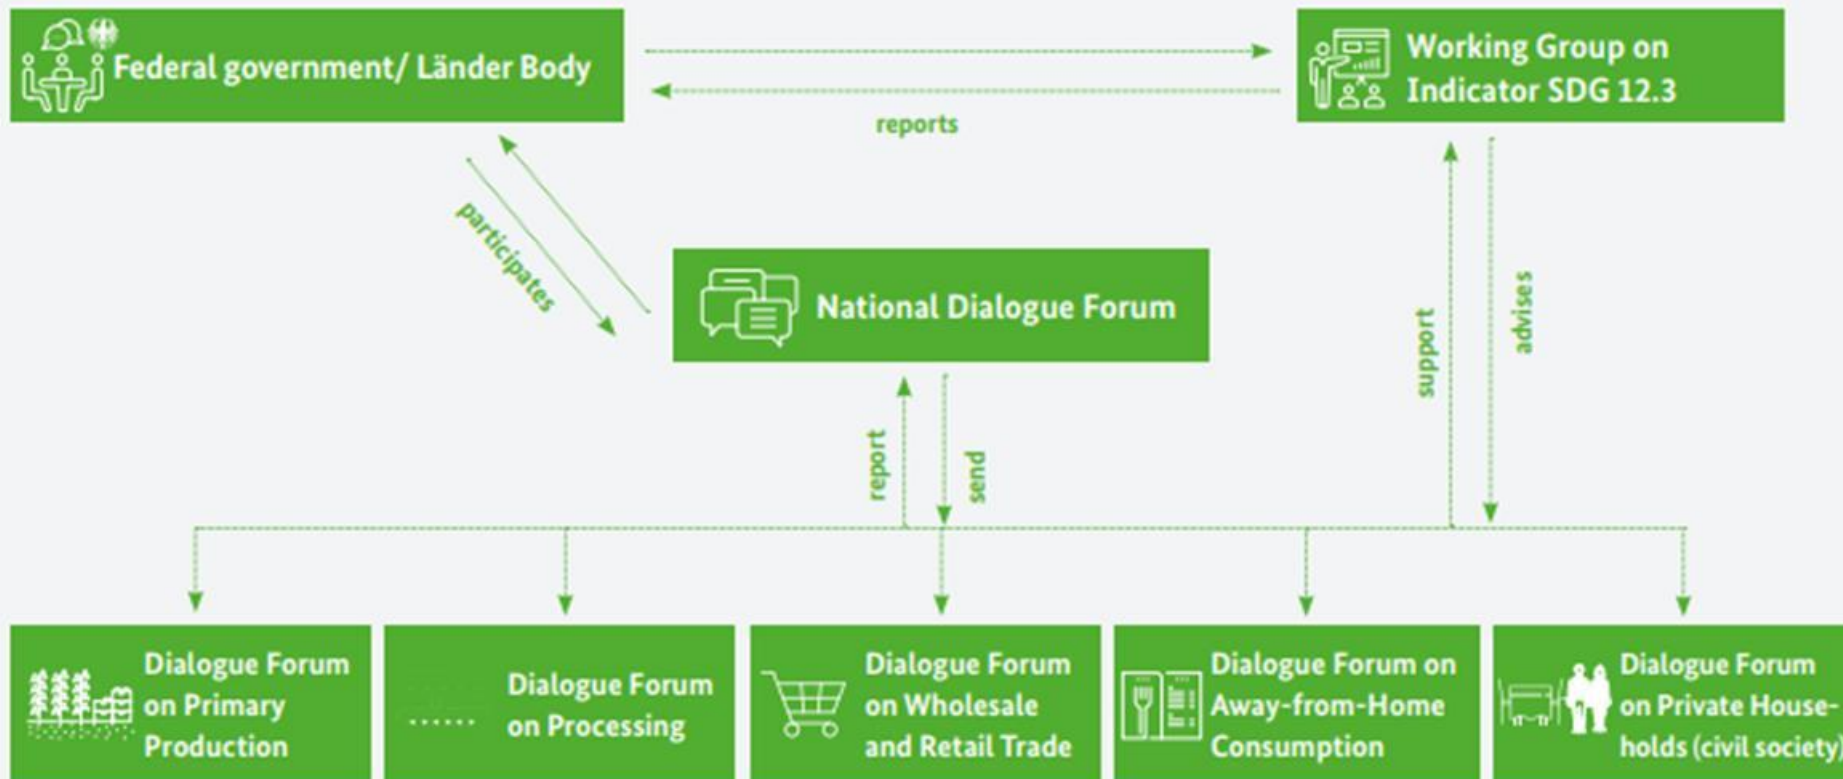 Federal government/ Länder Body
Working Group on
Indicator SDG 12.3
reports
participates
National Dialogue Forum
support
advises
report
send
Dialogue Forum
on Primary
Production
Dialogue Forum
on Processing
Dialogue Forum
on Wholesale
and Retail Trade
Dialogue Forum on
Away-from-Home
Consumption
Dialogue Forum
on Private House-
holds (civil society)